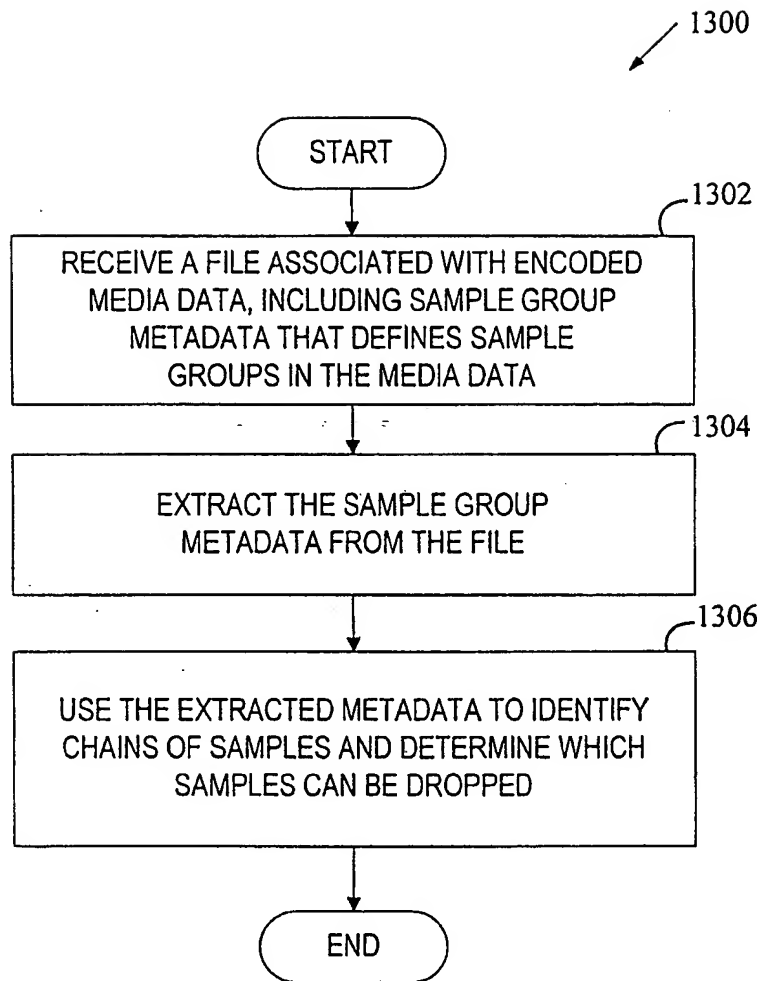 1300
START
1302
RECEIVE A FILE ASSOCIATED WITH ENCODED
MEDIA DATA, INCLUDING SAMPLE GROUP
METADATA THAT DEFINES SAMPLE
GROUPS IN THE MEDIA DATA
1304
EXTRACT THE SAMPLE GROUP
METADATA FROM THE FILE
1306
USE THE EXTRACTED METADATA TO IDENTIFY
CHAINS OF SAMPLES AND DETERMINE WHICH
SAMPLES CAN BE DROPPED
END